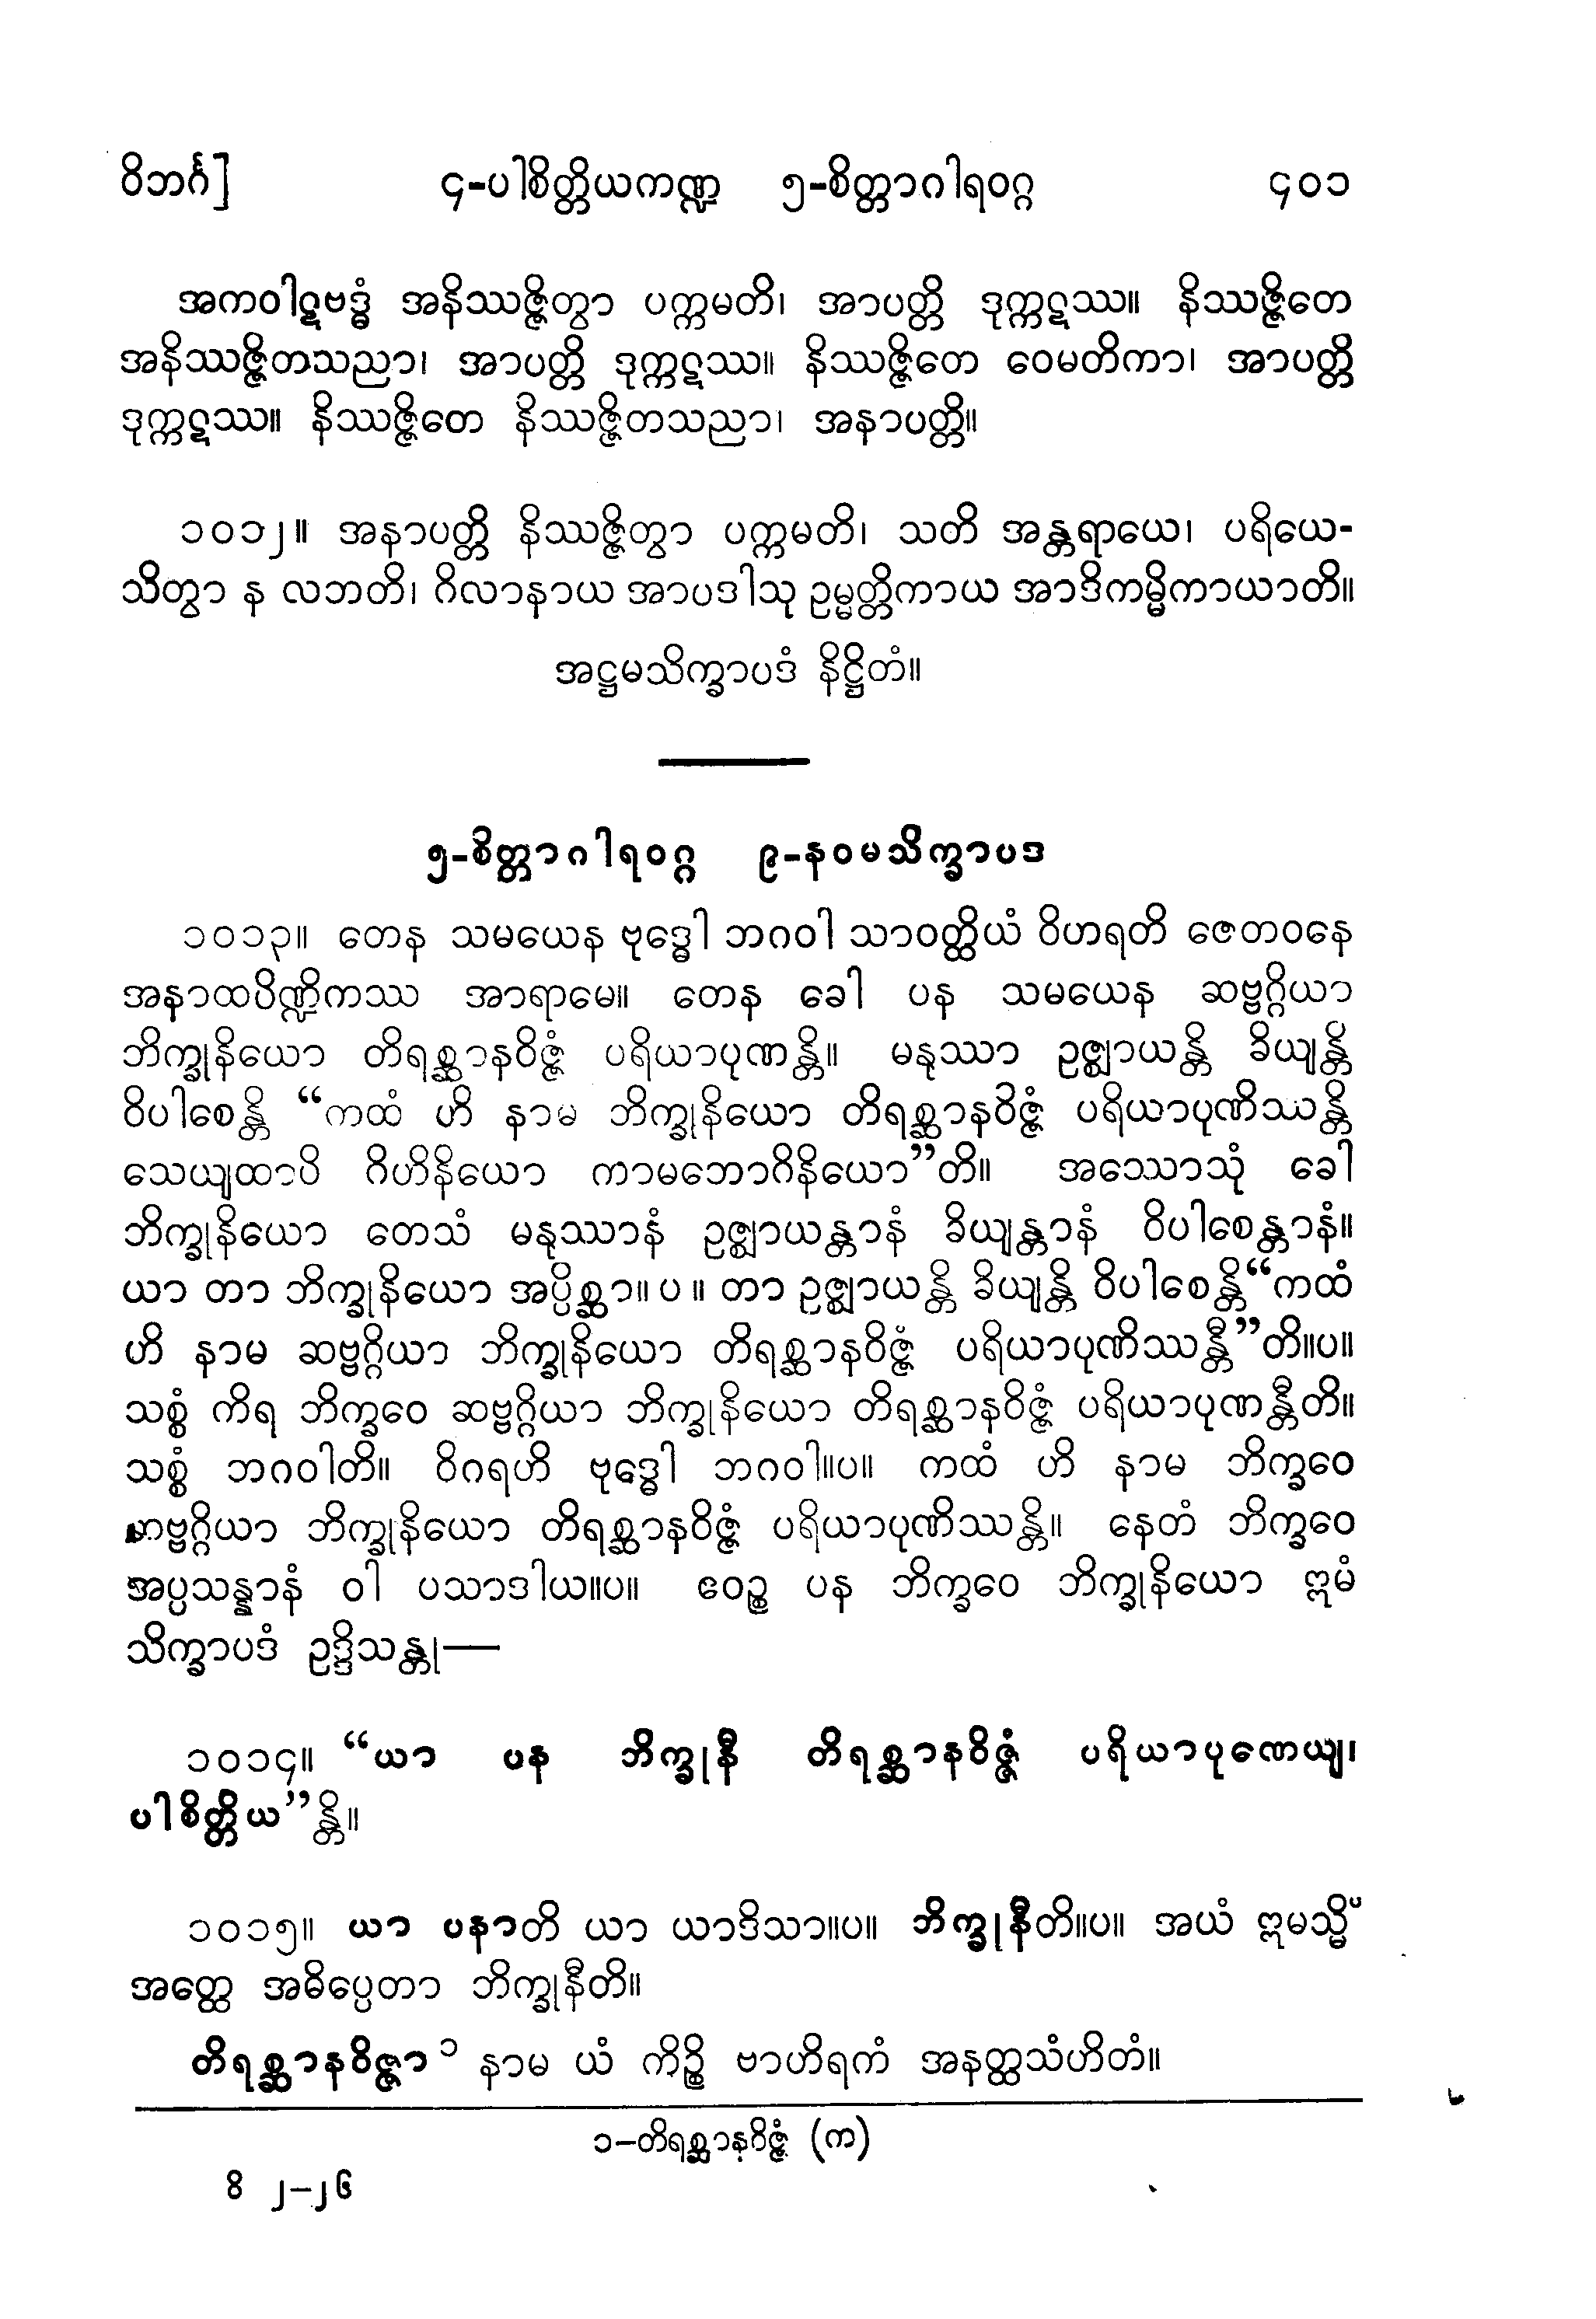 ဝိဘင်္ဂ] ၄-ပါစိတ္တိယကဏ္ဍ ၅-စိတ္တာဂါရဝဂ္ဂ ၄၀၁
အကဝါဋဗဒ္ဓံ အနိဿဇ္ဇိတွာ ပက္ကမတိ၊ အာပတ္တိ ဒုက္ကဋဿ။ နိဿဇ္ဇိတေ
အနိဿဇ္ဇိတသညာ၊ အာပတ္တိ ဒုက္ကဋဿ။ နိဿဇ္ဇိတေ ဝေမတိကာ၊ အာပတ္တိ
ဒုက္ကဋဿ။ နိဿဇ္ဇိတေ နိဿဇ္ဇိတသညာ၊ အနာပတ္တိ။
၁၀၁၂။ အနာပတ္တိ နိဿဇ္ဇိတွာ ပက္ကမတိ၊ သတိ အန္တရာယေ၊ ပရိယေ-
သိတွာ န လဘတိ၊ ဂိလာနာယ အာပဒါသု ဥမ္မတ္တိကာယ အာဒိကမ္မိကာယာတိ။
အဋ္ဌမသိက္ခာပဒံ နိဋ္ဌိတံ။
၅-စိတ္တာဂါရဝဂ္ဂ ၉-နဝမသိက္ခာပဒ
၁၀၁၃။ တေန သမယေန ဗုဒ္ဓေါ ဘဂဝါ သာဝတ္ထိယံ ဝိဟရတိ ဇေတဝနေ
အနာထပိဏ္ဍိကဿ အာရာမေ။ တေန ခေါ ပန သမယေန ဆဗ္ဗဂ္ဂိယာ
ဘိက္ခုနိယော တိရစ္ဆာနဝိဇ္ဇံ ပရိယာပုဏန္တိ။ မနုဿာ ဥဇ္ဈာယန္တိ ခိယျန္တိ
ဝိပါစေန္တိ “ကထံ ဟိ နာမ ဘိက္ခုနိယော တိရစ္ဆာနဝိဇ္ဇံ ပရိယာပုဏိဿန္တိ
သေယျထာပိ ဂိဟိနိယော ကာမဘောဂိနိယော”တိ။ အဿောသုံ ခေါ
ဘိက္ခုနိယော တေသံ မနုဿာနံ ဥဇ္ဈာယန္တာနံ ခိယျန္တာနံ ဝိပါစေန္တာနံ။
ယာ တာ ဘိက္ခုနိယော အပ္ပိစ္ဆာ။ ပ ။ တာ ဥဇ္ဈာယန္တိ ခိယျန္တိ ဝိပါစေန္တိ“ကထံ
ဟိ နာမ ဆဗ္ဗဂ္ဂိယာ ဘိက္ခုနိယော တိရစ္ဆာနဝိဇ္ဇံ ပရိယာပုဏိဿန္တီ”တိ။ပ။
သစ္စံ ကိရ ဘိက္ခဝေ ဆဗ္ဗဂ္ဂိယာ ဘိက္ခုနိယော တိရစ္ဆာနဝိဇ္ဇံ ပရိယာပုဏန္တီတိ။
သစ္စံ ဘဂဝါတိ။ ဝိဂရဟိ ဗုဒ္ဓေါ ဘဂဝါ။ပ။ ကထံ ဟိ နာမ ဘိက္ခဝေ
ဆဗ္ဗဂ္ဂိယာ ဘိက္ခုနိယော တိရစ္ဆာနဝိဇ္ဇံ ပရိယာပုဏိဿန္တိ။ နေတံ ဘိက္ခဝေ
အပ္ပသန္နာနံ ဝါ ပသာဒါယ။ပ။ ဧဝဉ္စ ပန ဘိက္ခဝေ ဘိက္ခုနိယော ဣမံ
သိက္ခာပဒံ ဥဒ္ဒိသန္တု—
၁၀၁၄။ “ယာ ပန ဘိက္ခုနီ တိရစ္ဆာနဝိဇ္ဇံ ပရိယာပုဏေယျ၊
ပါစိတ္တိယ”န္တိ။
၁၀၁၅။ ယာ ပနာတိ ယာ ယာဒိသာ။ပ။ ဘိက္ခုနီတိ။ပ။ အယံ ဣမသ္မိံ
အတ္ထေ အဓိပ္ပေတာ ဘိက္ခုနီတိ။
တိရစ္ဆာနဝိဇ္ဇာ ၁ နာမ ယံ ကိဉ္စိ ဗာဟိရကံ အနတ္ထသံဟိတံ။
၁−တိရစ္ဆာနဝိဇ္ဇံ (က)
ဝိ ၂−၂၆